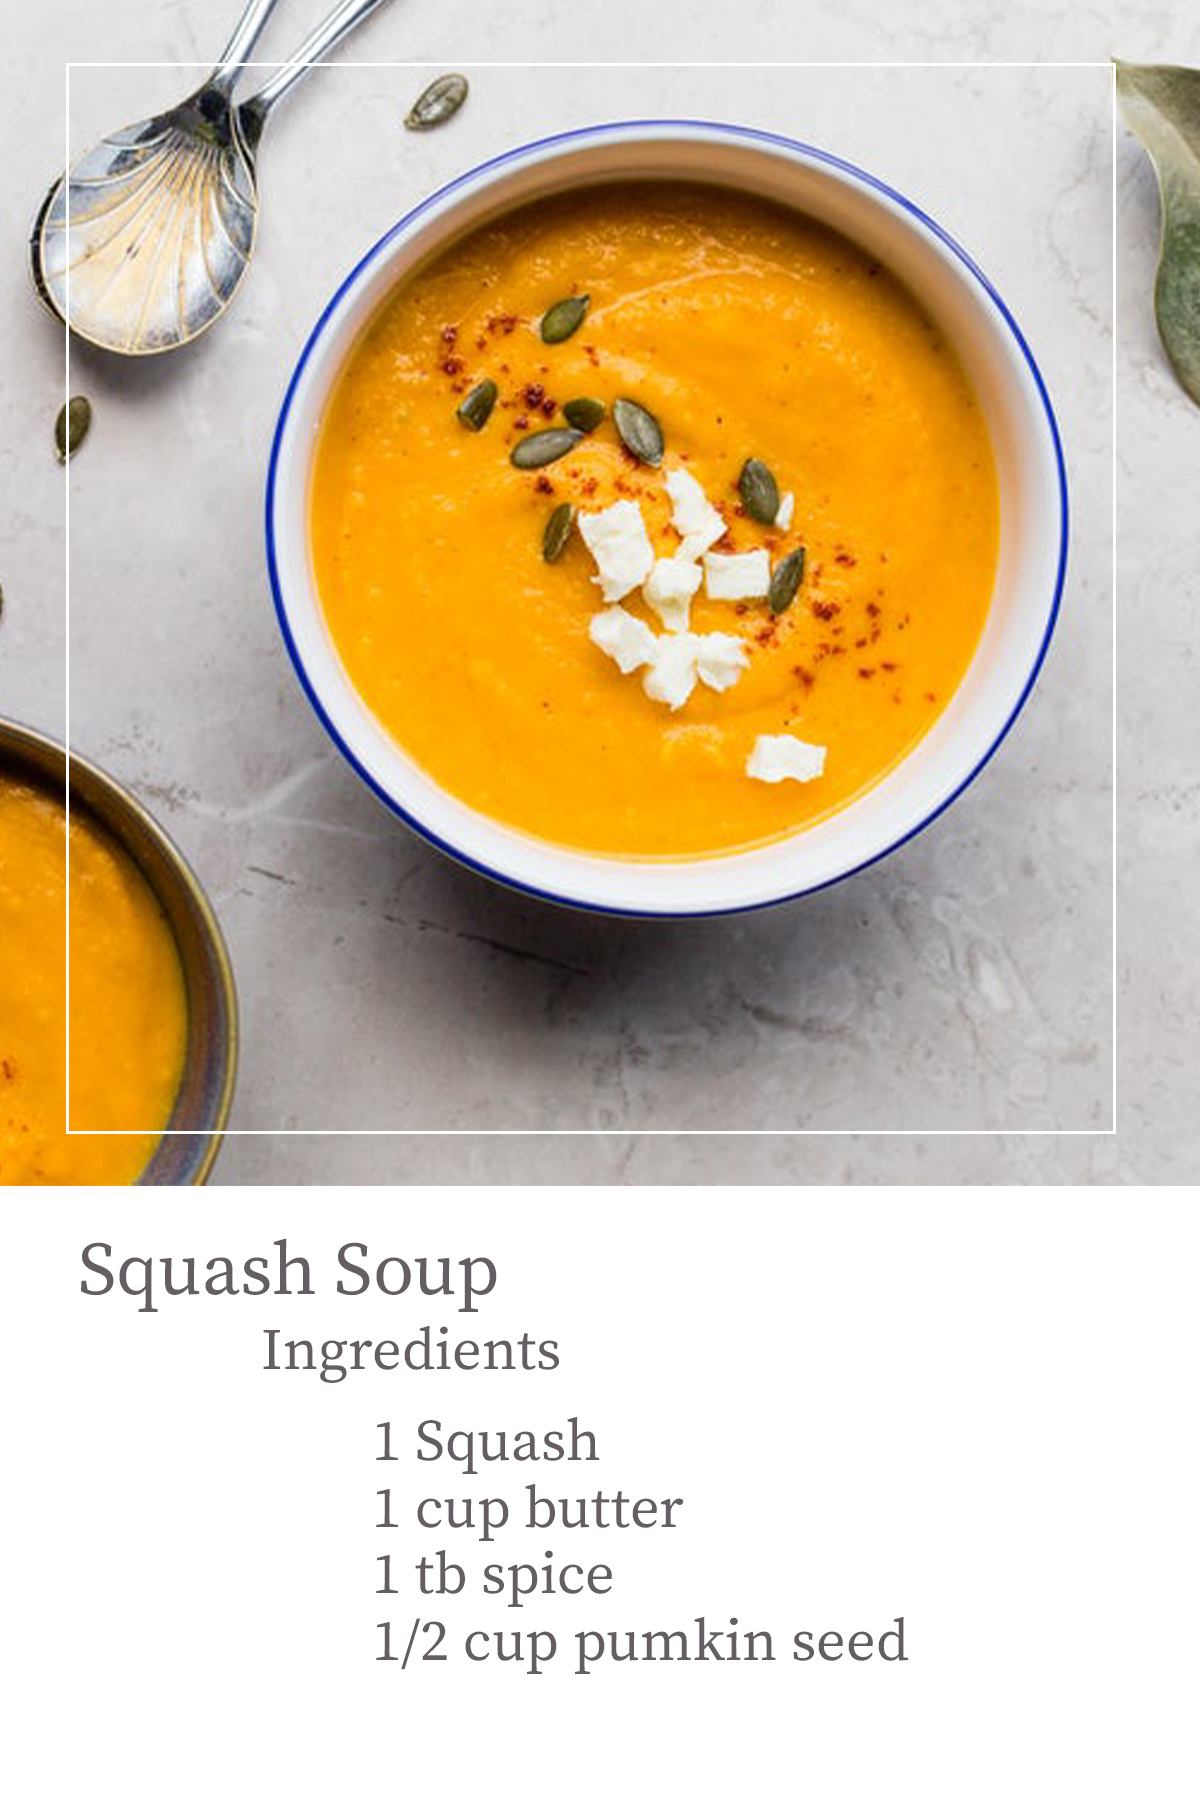 Squash Soup
Ingredients
1 Squash
1 cup butter
1 tb spice
1/2 cup pumkin seed